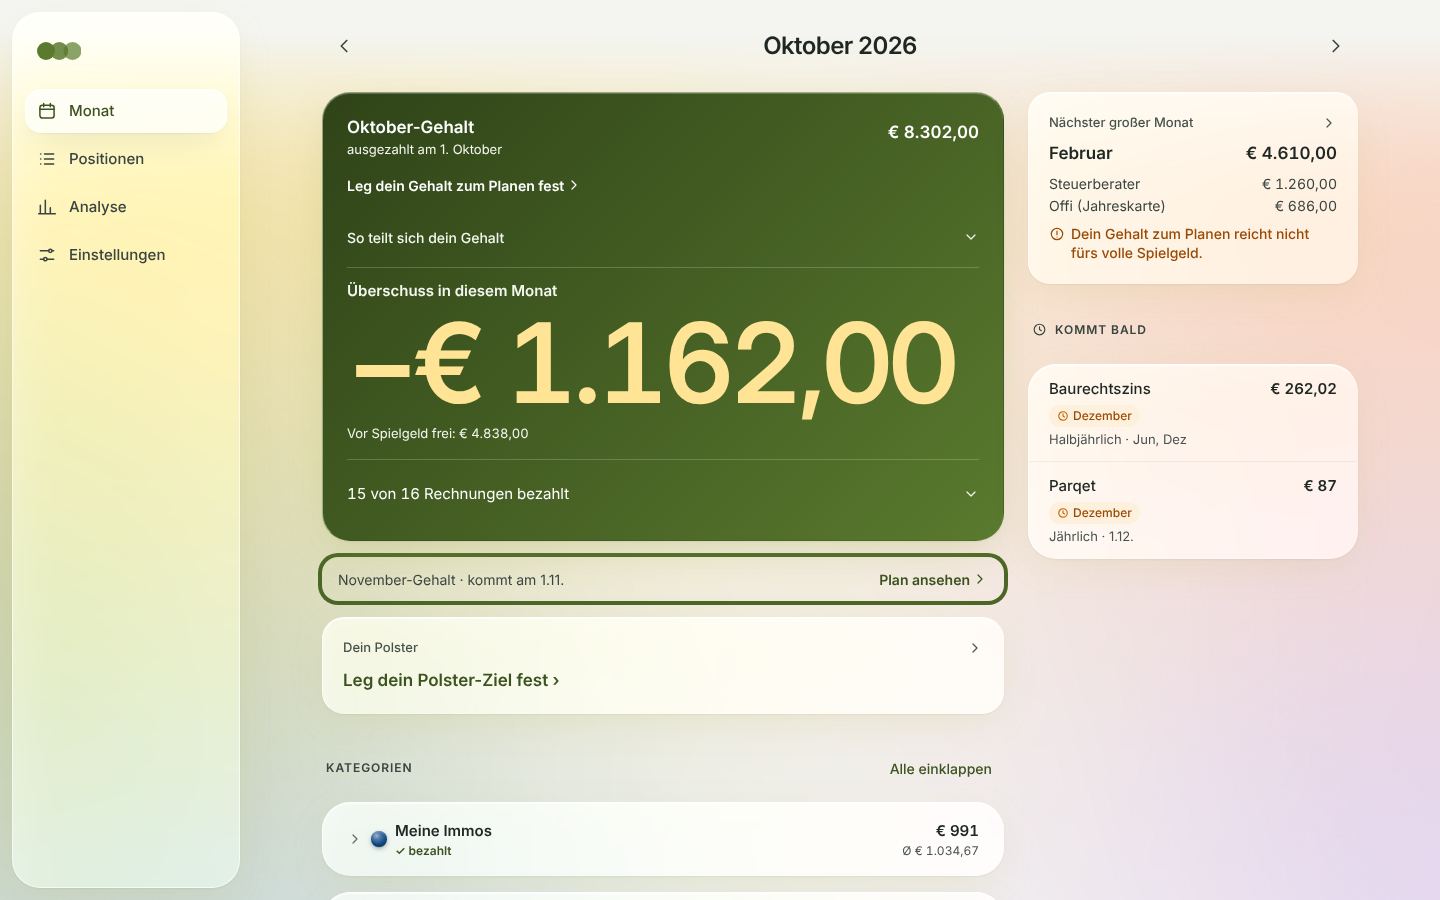 Oktober 2026
Monat
Positionen
Analyse
Einstellungen
Oktober-Gehalt
€ 8.302,00
ausgezahlt am 1. Oktober
Leg dein Gehalt zum Planen fest ›
So teilt sich dein Gehalt
Überschuss in diesem Monat
–€ 1.162,00
Vor Spielgeld frei: € 4.838,00
15 von 16 Rechnungen bezahlt
November-Gehalt · kommt am 1.11.
Plan ansehen ›
Dein Polster
Leg dein Polster-Ziel fest ›
KATEGORIEN
Alle einklappen
Meine Immos
€ 991
✓ bezahlt
Ø € 1.034,67
Nächster großer Monat
Februar
€ 4.610,00
Steuerberater
€ 1.260,00
Offi (Jahreskarte)
€ 686,00
Dein Gehalt zum Planen reicht nicht
fürs volle Spielgeld.
KOMMT BALD
Baurechtszins
€ 262,02
Dezember
Halbjährlich · Jun, Dez
Parqet
€ 87
Dezember
Jährlich · 1.12.